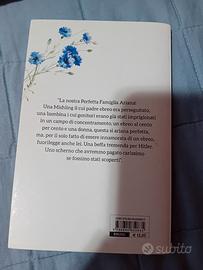 "La nostra Perfetta Famiglia Ariana!
Una Mishling il cui padre ebreo era perseguitato,
una bambina i cui genitori erano già stati imprigionati
in un campo di concentramento, un ebreo al cento
per cento e una donna, questa sì ariana perfetta,
ma, per il solo fatto di essere innamorata di un ebreo,
fuorilegge anche lei. Una beffa tremenda per Hitler.
Uno scherno che avremmo pagato carissimo
se fossimo stati scoperti".
subito